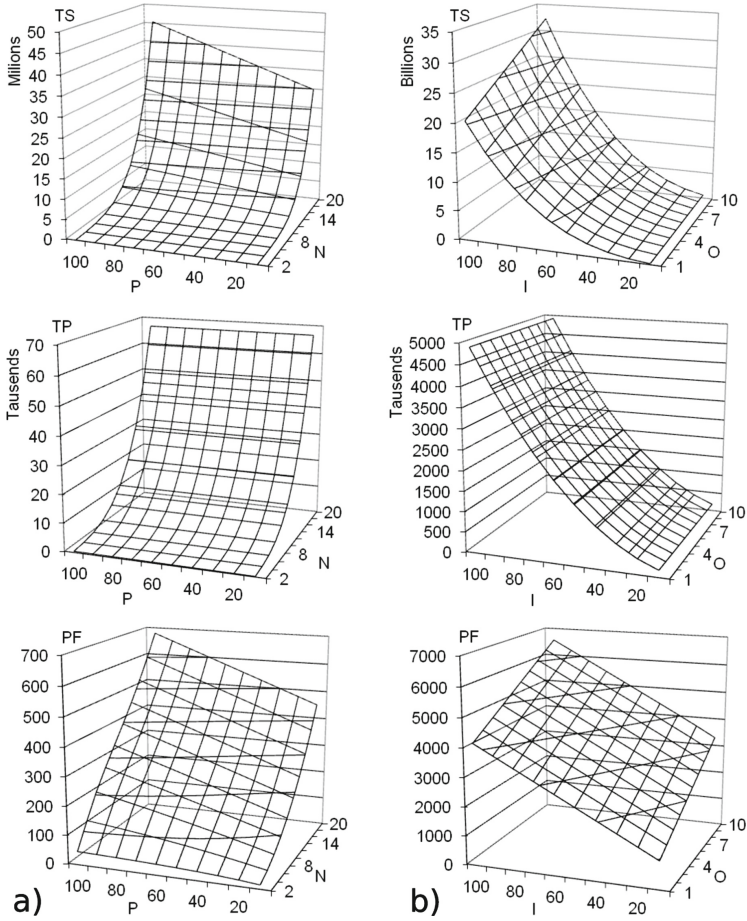 TS
Milions
50
45
40
35
30
25
20
15
10
5
0
100 80 60 40 20
P
2 8 14 20
N
TS
Billions
35
30
25
20
15
10
5
0
100 80 60 40 20
I
1 4 7 10
O
TP
Tausends
70
60
50
40
30
20
10
0
100 80 60 40 20
P
2 8 14 20
N
TP
Tausends
5000
4500
4000
3500
3000
2500
2000
1500
1000
500
0
100 80 60 40 20
I
1 4 7 10
O
PF
700
600
500
400
300
200
100
0
100 80 60 40 20
P
2 8 14 20
N
a)
PF
7000
6000
5000
4000
3000
2000
1000
0
100 80 60 40 20
I
1 4 7 10
O
b)